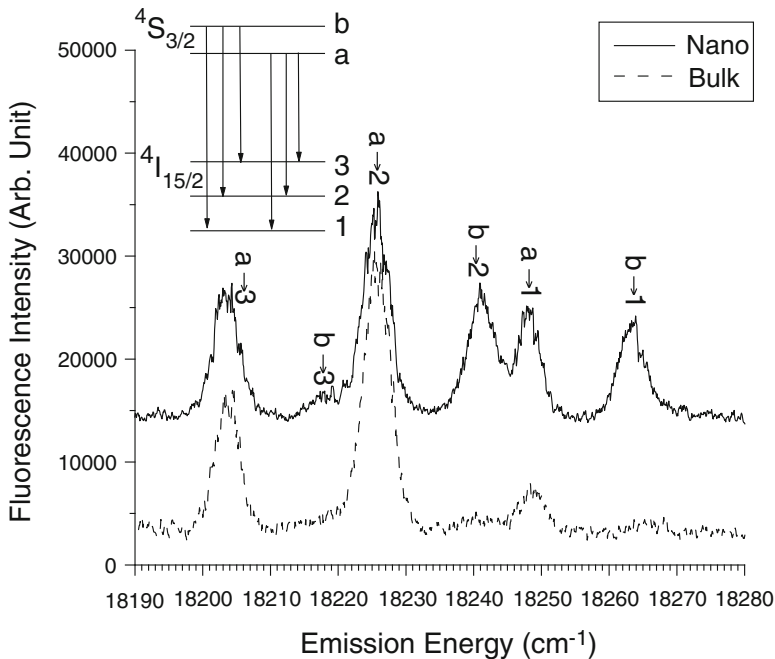 ⁴S₃/₂
b
a
⁴I₁₅/₂
3
2
1
Nano
Bulk
a→3
b→3
a→2
b→2
a→1
b→1
50000
40000
30000
20000
10000
0
18190 18200 18210 18220 18230 18240 18250 18260 18270 18280
Fluorescence Intensity (Arb. Unit)
Emission Energy (cm⁻¹)